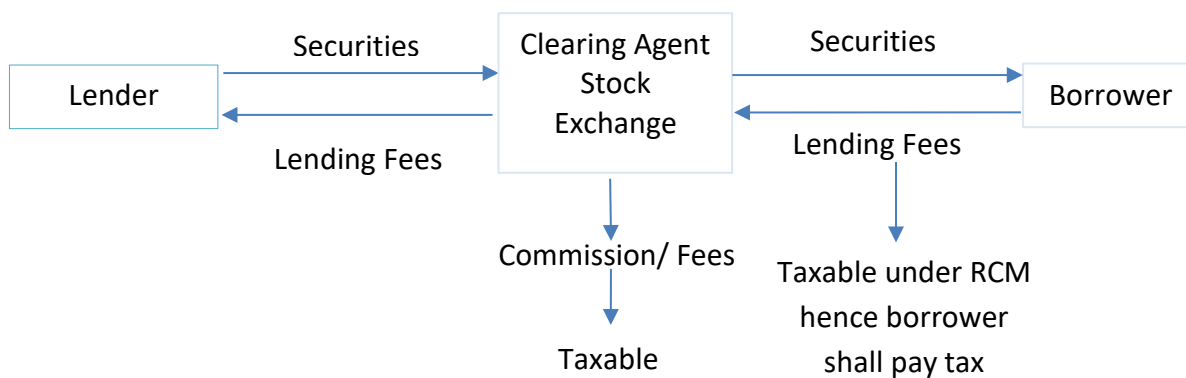 Lender
Securities
Lending Fees
Clearing Agent
Stock
Exchange
Securities
Lending Fees
Borrower
Commission/ Fees
Taxable
Taxable under RCM
hence borrower
shall pay tax